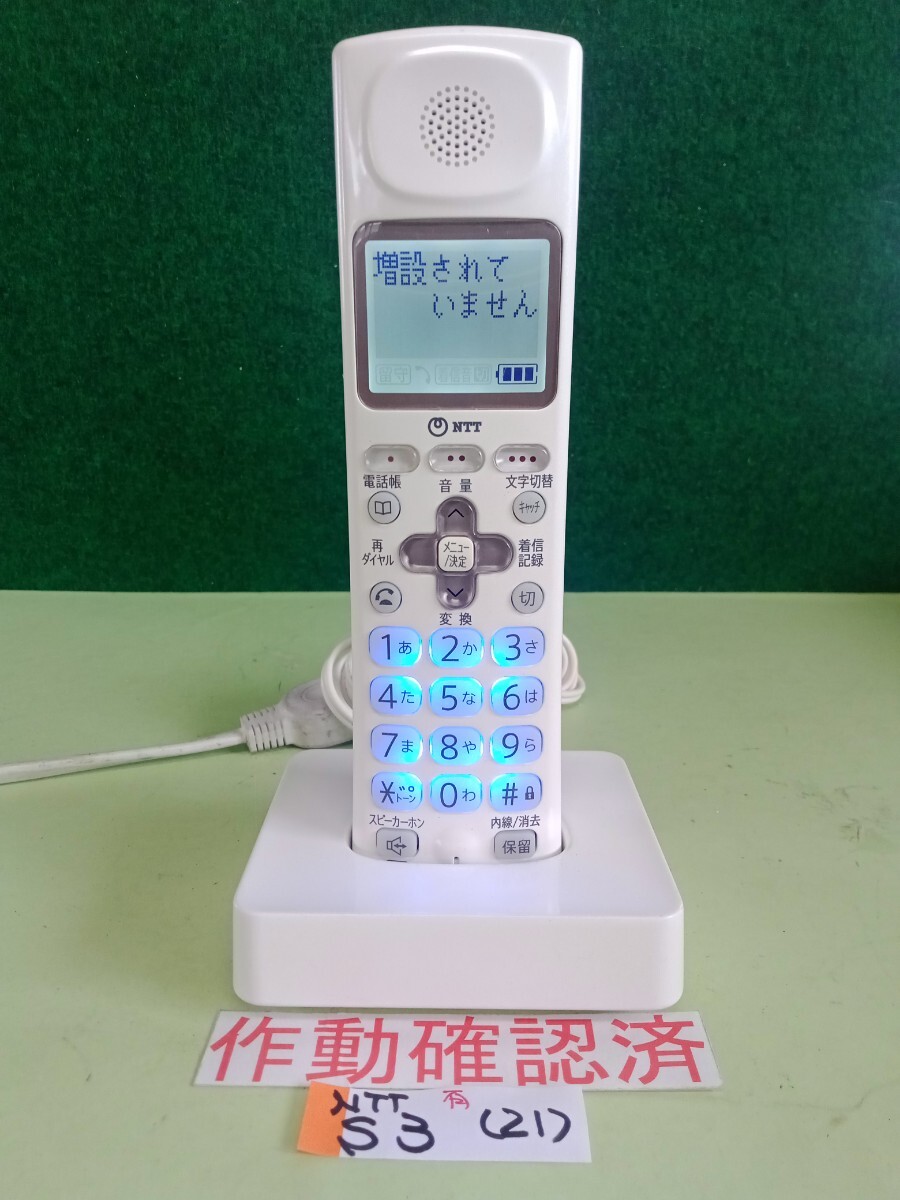 増設されて
いません
留守
NTT
電話帳
音量
文字切替
キャッチ
再
ダイヤル
メニュー
/決定
着信
記録
切
変換
1あ 2か 3さ
4た 5な 6は
7ま 8や 9ら
＊トーン 0わ #
スピーカーホン
内線/消去
保留
作動確認済
NTT
S3 (21)